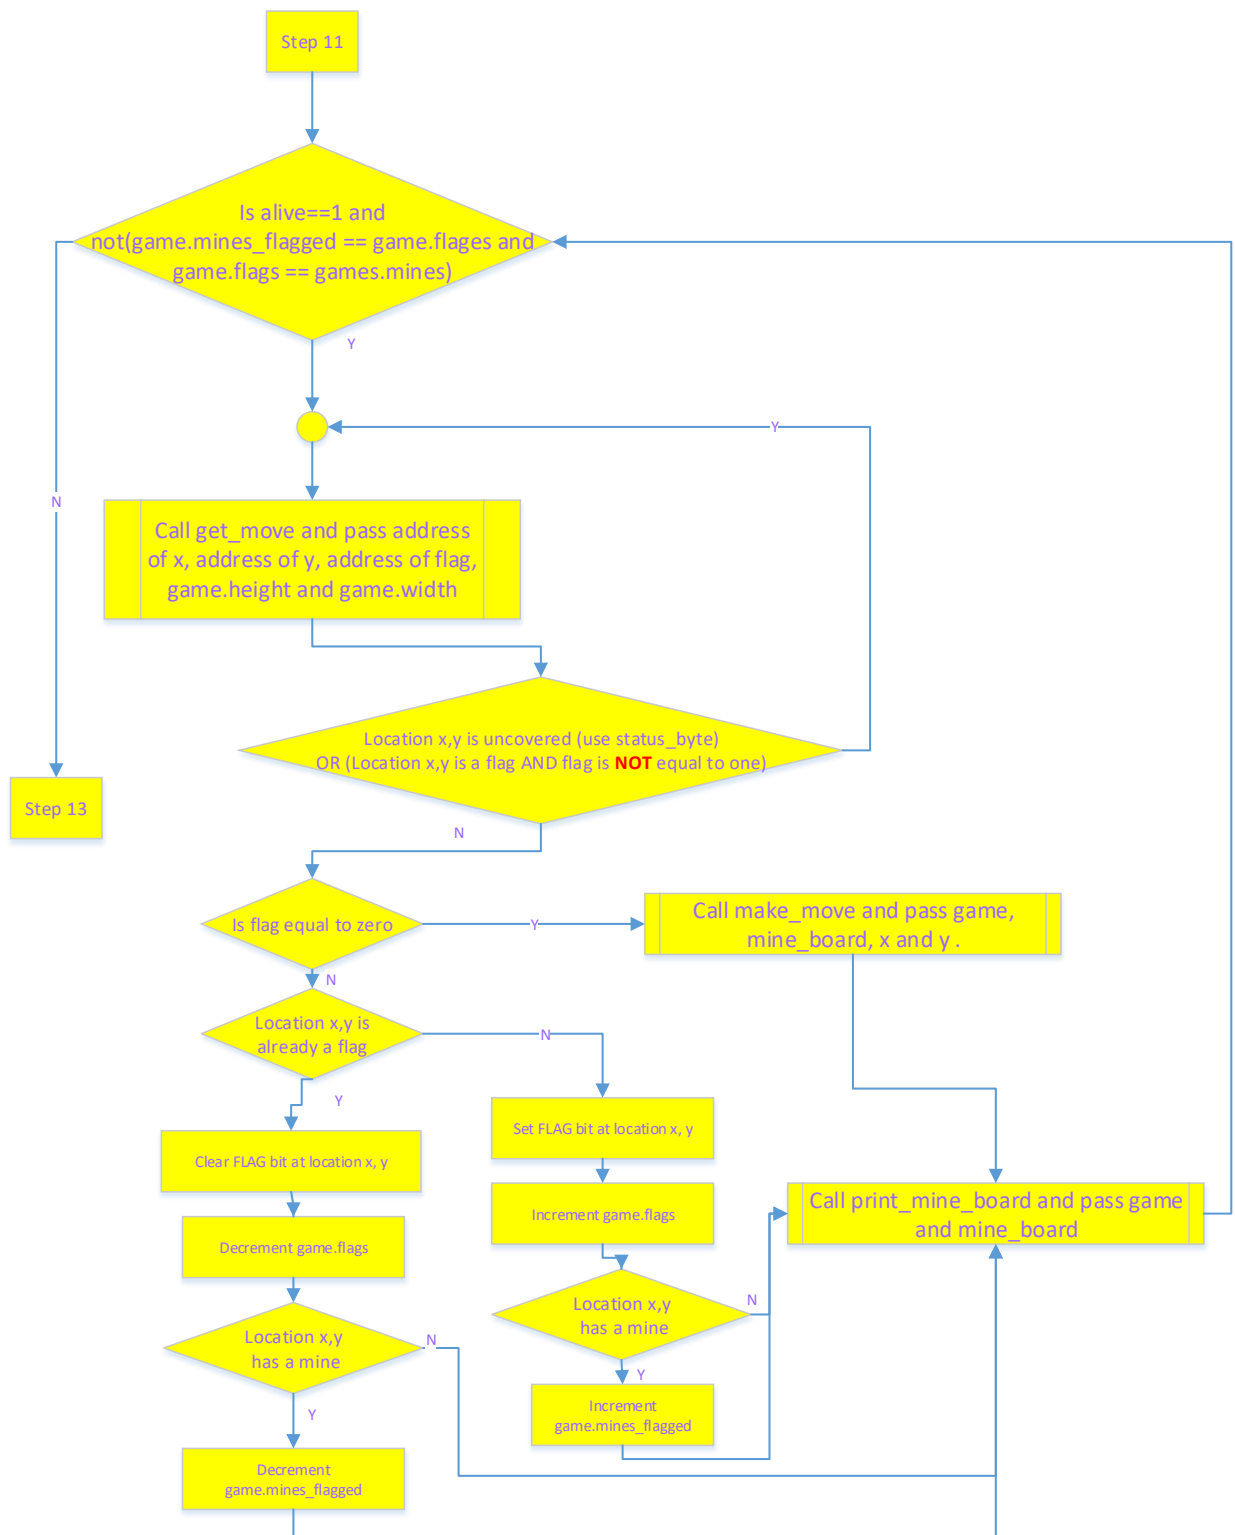 Step 11
Is alive==1 and
not(game.mines_flagged == game.flages and
game.flags == games.mines)
Y
Y
N
Call get_move and pass address
of x, address of y, address of flag,
game.height and game.width
Location x,y is uncovered (use status_byte)
OR (Location x,y is a flag AND flag is NOT equal to one)
Step 13
N
Is flag equal to zero
Y
Call make_move and pass game,
mine_board, x and y .
N
Location x,y is
already a flag
N
Y
Set FLAG bit at location x, y
Clear FLAG bit at location x, y
Increment game.flags
Call print_mine_board and pass game
and mine_board
Decrement game.flags
Location x,y
has a mine
N
Location x,y
has a mine
N
Y
Increment
game.mines_flagged
Y
Decrement
game.mines_flagged